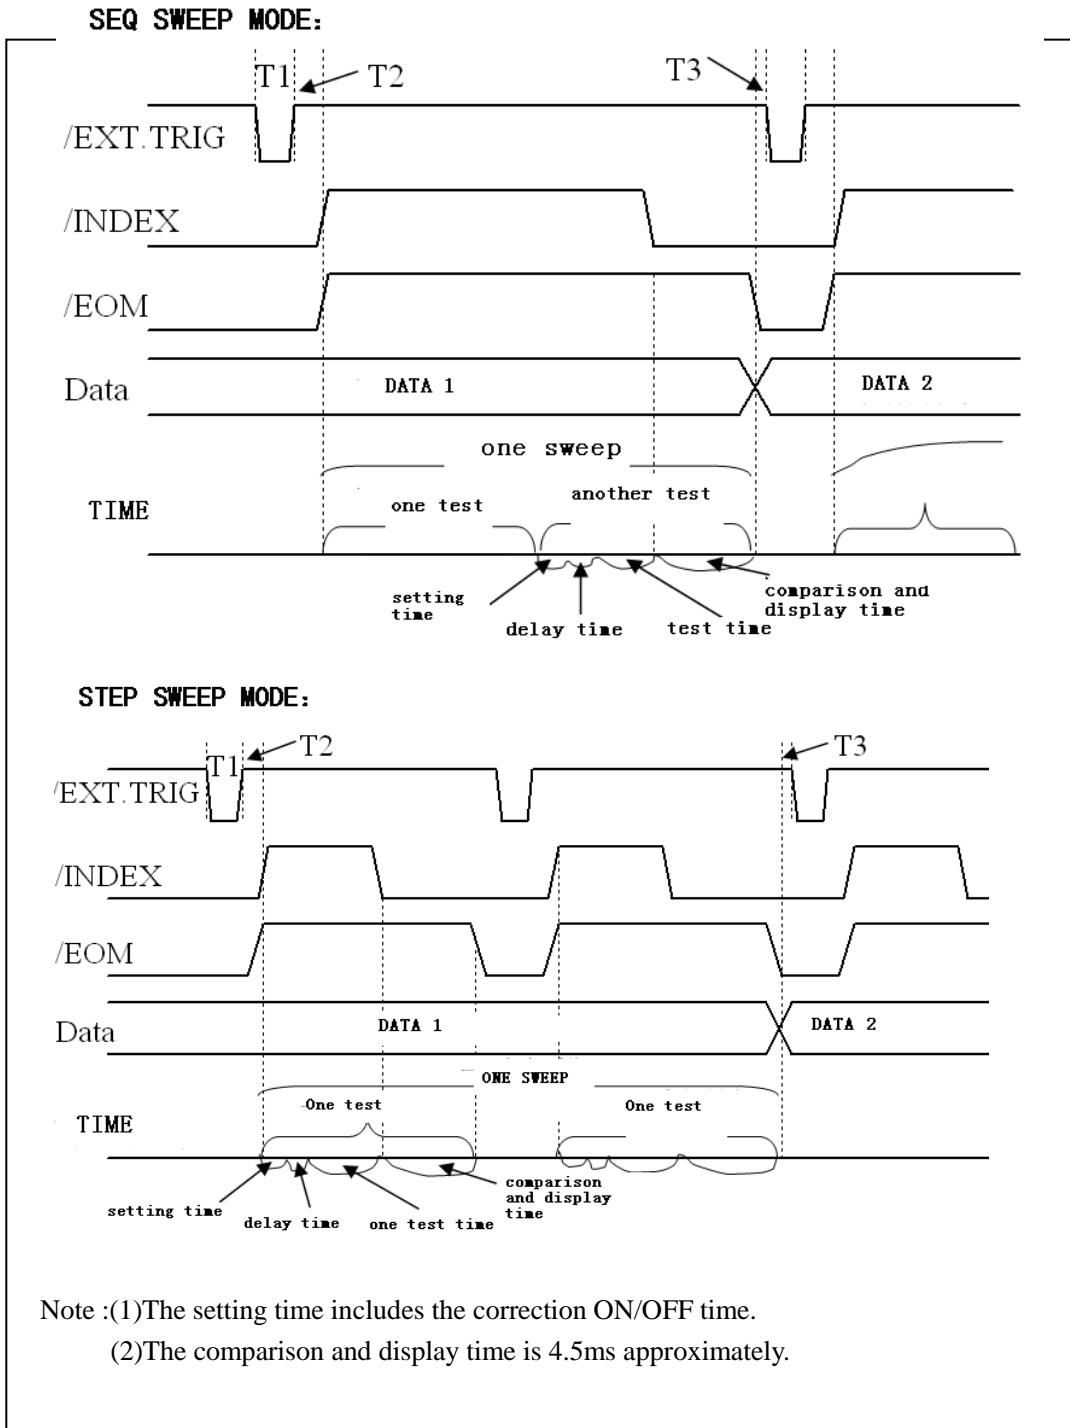 SEQ SWEEP MODE:
T1 T2 T3
/EXT.TRIG
/INDEX
/EOM
Data DATA 1 DATA 2
one sweep
another test
one test
TIME
setting
time
delay time
test time
comparison and
display time
STEP SWEEP MODE:
T1 T2 T3
/EXT.TRIG
/INDEX
/EOM
Data DATA 1 DATA 2
ONE SWEEP
One test One test
TIME
setting time
delay time
one test time
comparison
and display
time
Note :(1)The setting time includes the correction ON/OFF time.
(2)The comparison and display time is 4.5ms approximately.